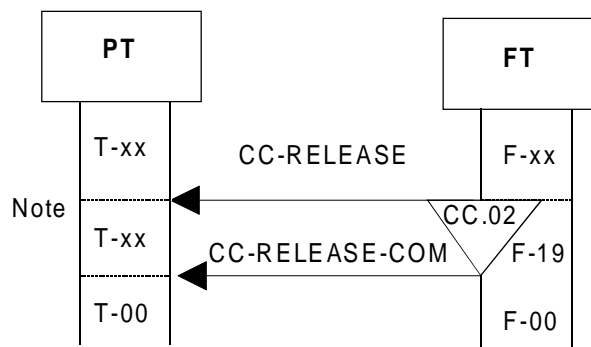 PT
FT
T-xx
CC-RELEASE
F-xx
Note
CC.02
T-xx
CC-RELEASE-COM
F-19
T-00
F-00